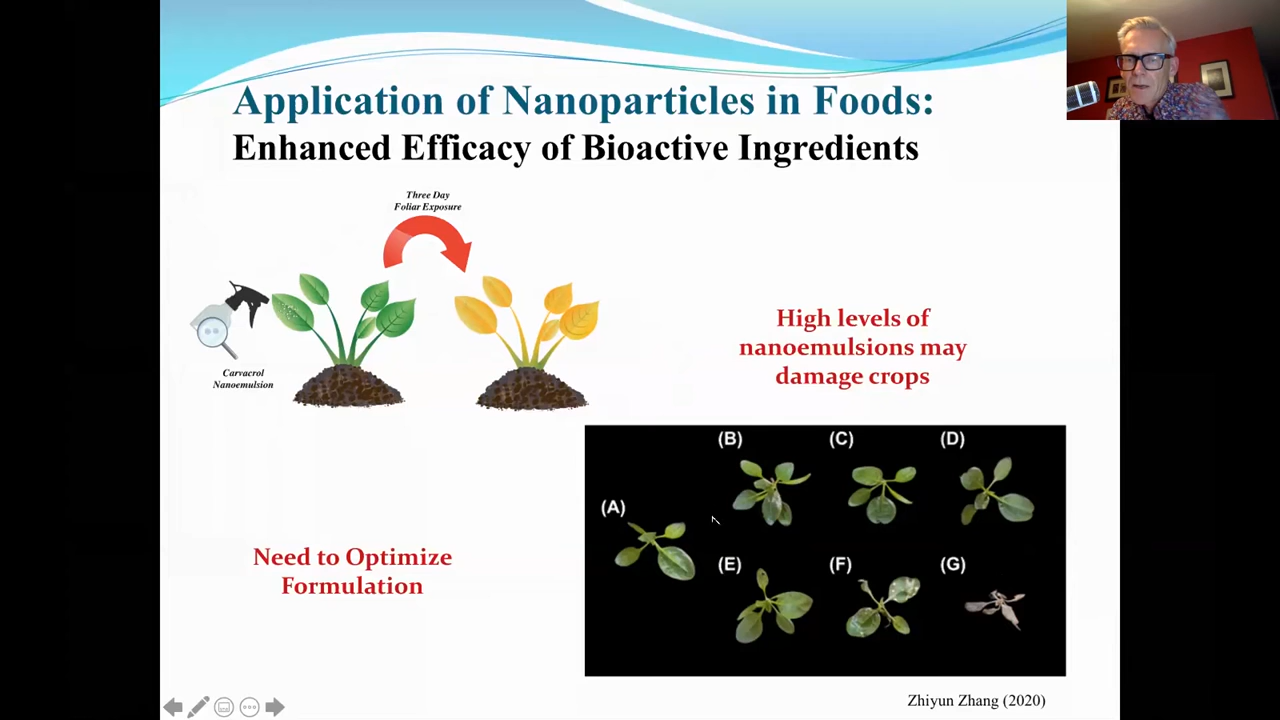 Application of Nanoparticles in Foods:
Enhanced Efficacy of Bioactive Ingredients
Three Day
Foliar Exposure
Carvacrol
Nanoemulsion
High levels of
nanoemulsions may
damage crops
(A)
(B)
(C)
(D)
(E)
(F)
(G)
Need to Optimize
Formulation
Zhiyun Zhang (2020)